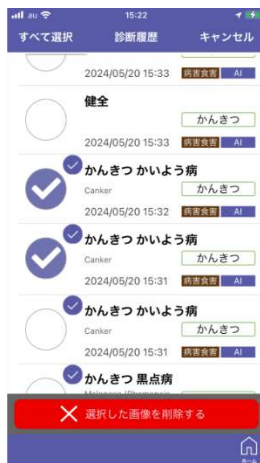 au 15:22
すべて選択 診断履歴 キャンセル
2024/05/20 15:33 病害食害 AI
健全
かんきつ
2024/05/20 15:33 病害食害 AI
かんきつ かいよう病
Canker かんきつ
2024/05/20 15:32 病害食害 AI
かんきつ かいよう病
Canker かんきつ
2024/05/20 15:31 病害食害 AI
かんきつ かいよう病
Canker かんきつ
2024/05/20 15:31 病害食害 AI
かんきつ 黒点病
選択した画像を削除する
ホーム